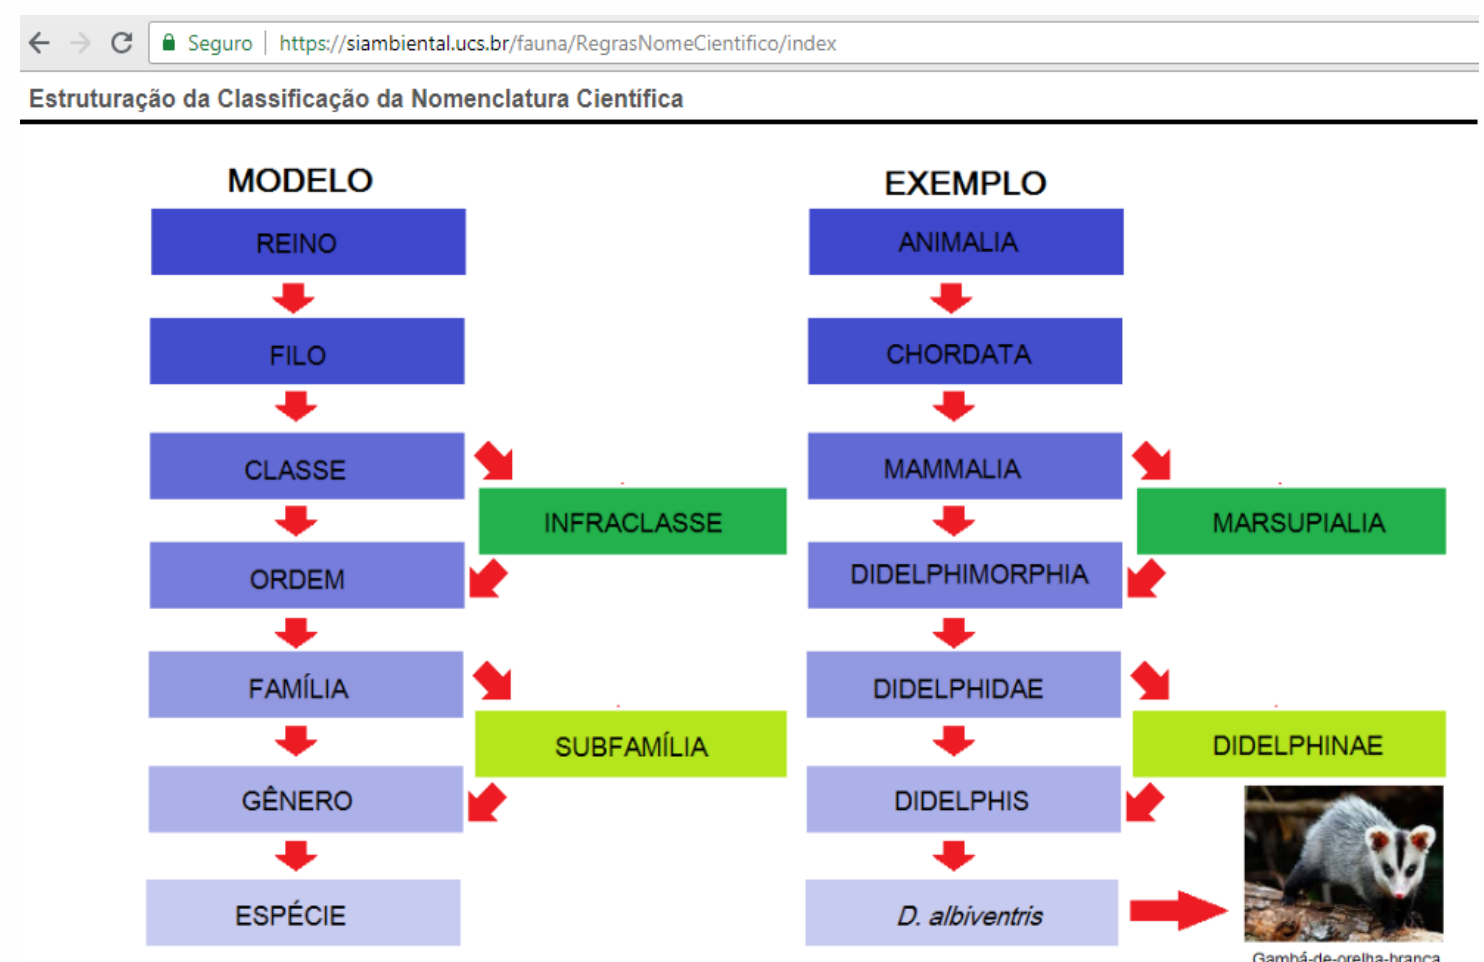 Seguro | https://siambiental.ucs.br/fauna/RegrasNomeCientifico/index
Estruturação da Classificação da Nomenclatura Científica
MODELO
REINO
FILO
CLASSE
INFRACLASSE
ORDEM
FAMÍLIA
SUBFAMÍLIA
GÊNERO
ESPÉCIE
EXEMPLO
ANIMALIA
CHORDATA
MAMMALIA
MARSUPIALIA
DIDELPHIMORPHIA
DIDELPHIDAE
DIDELPHINAE
DIDELPHIS
D. albiventris
Gambá-de-orelha-branca